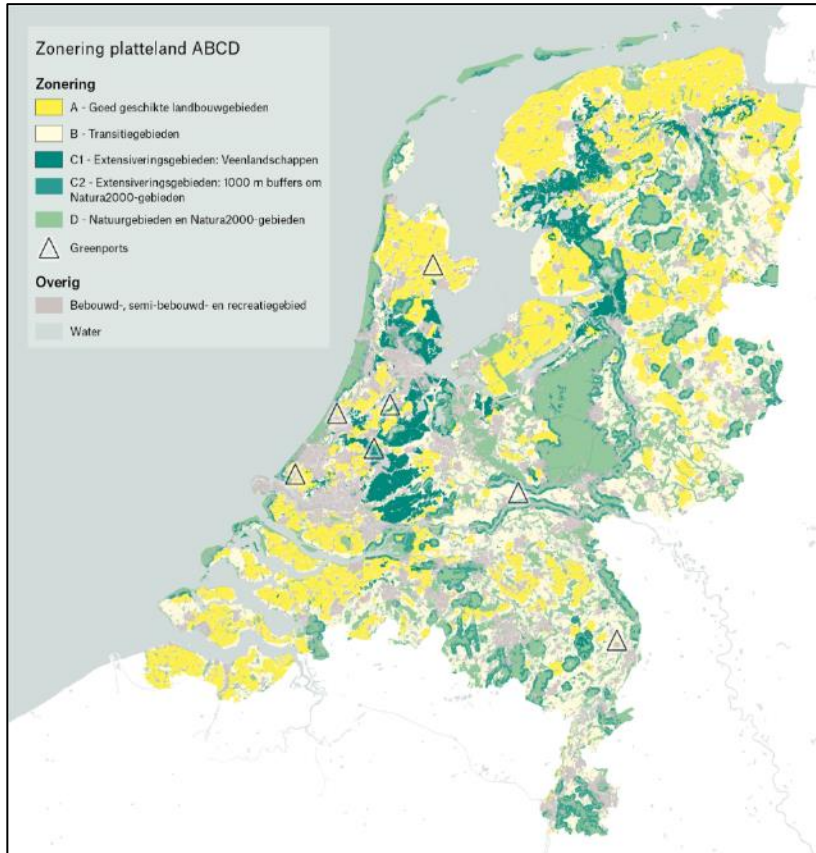 Zonering platteland ABCD
Zonering
A - Goed geschikte landbouwgebieden
B - Transitiegebieden
C1 - Extensiveringsgebieden: Veenlandschappen
C2 - Extensiveringsgebieden: 1000 m buffers om
Natura2000-gebieden
D - Natuurgebieden en Natura2000-gebieden
Greenports
Overig
Bebouwd-, semi-bebouwd- en recreatiegebied
Water